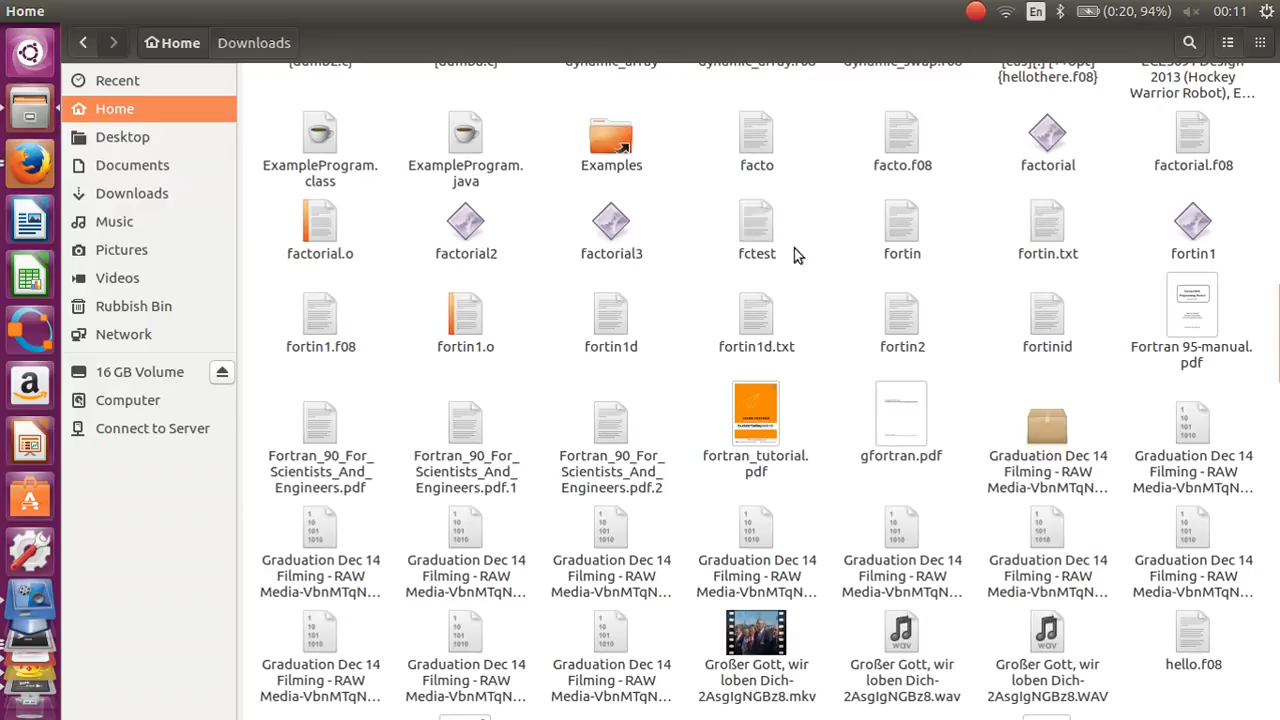 Home
En
(0:20, 94%)
00:11
Home
Downloads
Recent
Home
Desktop
Documents
Downloads
Music
Pictures
Videos
Rubbish Bin
Network
16 GB Volume
Computer
Connect to Server
{hellothere.f08}
2013 (Hockey
Warrior Robot), E...
ExampleProgram.
class
ExampleProgram.
java
Examples
facto
facto.f08
factorial
factorial.f08
factorial.o
factorial2
factorial3
fctest
fortin
fortin.txt
fortin1
fortin1.f08
fortin1.o
fortin1d
fortin1d.txt
fortin2
fortinid
Fortran 95-manual.
pdf
Fortran_90_For_
Scientists_And_
Engineers.pdf
Fortran_90_For_
Scientists_And_
Engineers.pdf.1
Fortran_90_For_
Scientists_And_
Engineers.pdf.2
fortran_tutorial.
pdf
gfortran.pdf
Graduation Dec 14
Filming - RAW
Media-VbnMTqN...
Graduation Dec 14
Filming - RAW
Media-VbnMTqN...
Graduation Dec 14
Filming - RAW
Media-VbnMTqN...
Graduation Dec 14
Filming - RAW
Media-VbnMTqN...
Graduation Dec 14
Filming - RAW
Media-VbnMTqN...
Graduation Dec 14
Filming - RAW
Media-VbnMTqN...
Graduation Dec 14
Filming - RAW
Media-VbnMTqN...
Graduation Dec 14
Filming - RAW
Media-VbnMTqN...
Graduation Dec 14
Filming - RAW
Media-VbnMTqN...
Graduation Dec 14
Filming - RAW
Media-VbnMTqN...
Graduation Dec 14
Filming - RAW
Media-VbnMTqN...
Graduation Dec 14
Filming - RAW
Media-VbnMTqN...
Großer Gott, wir
loben Dich-
2AsgIgNGBz8.mkv
Großer Gott, wir
loben Dich-
2AsgIgNGBz8.wav
Großer Gott, wir
loben Dich-
2AsgIgNGBz8.WAV
hello.f08